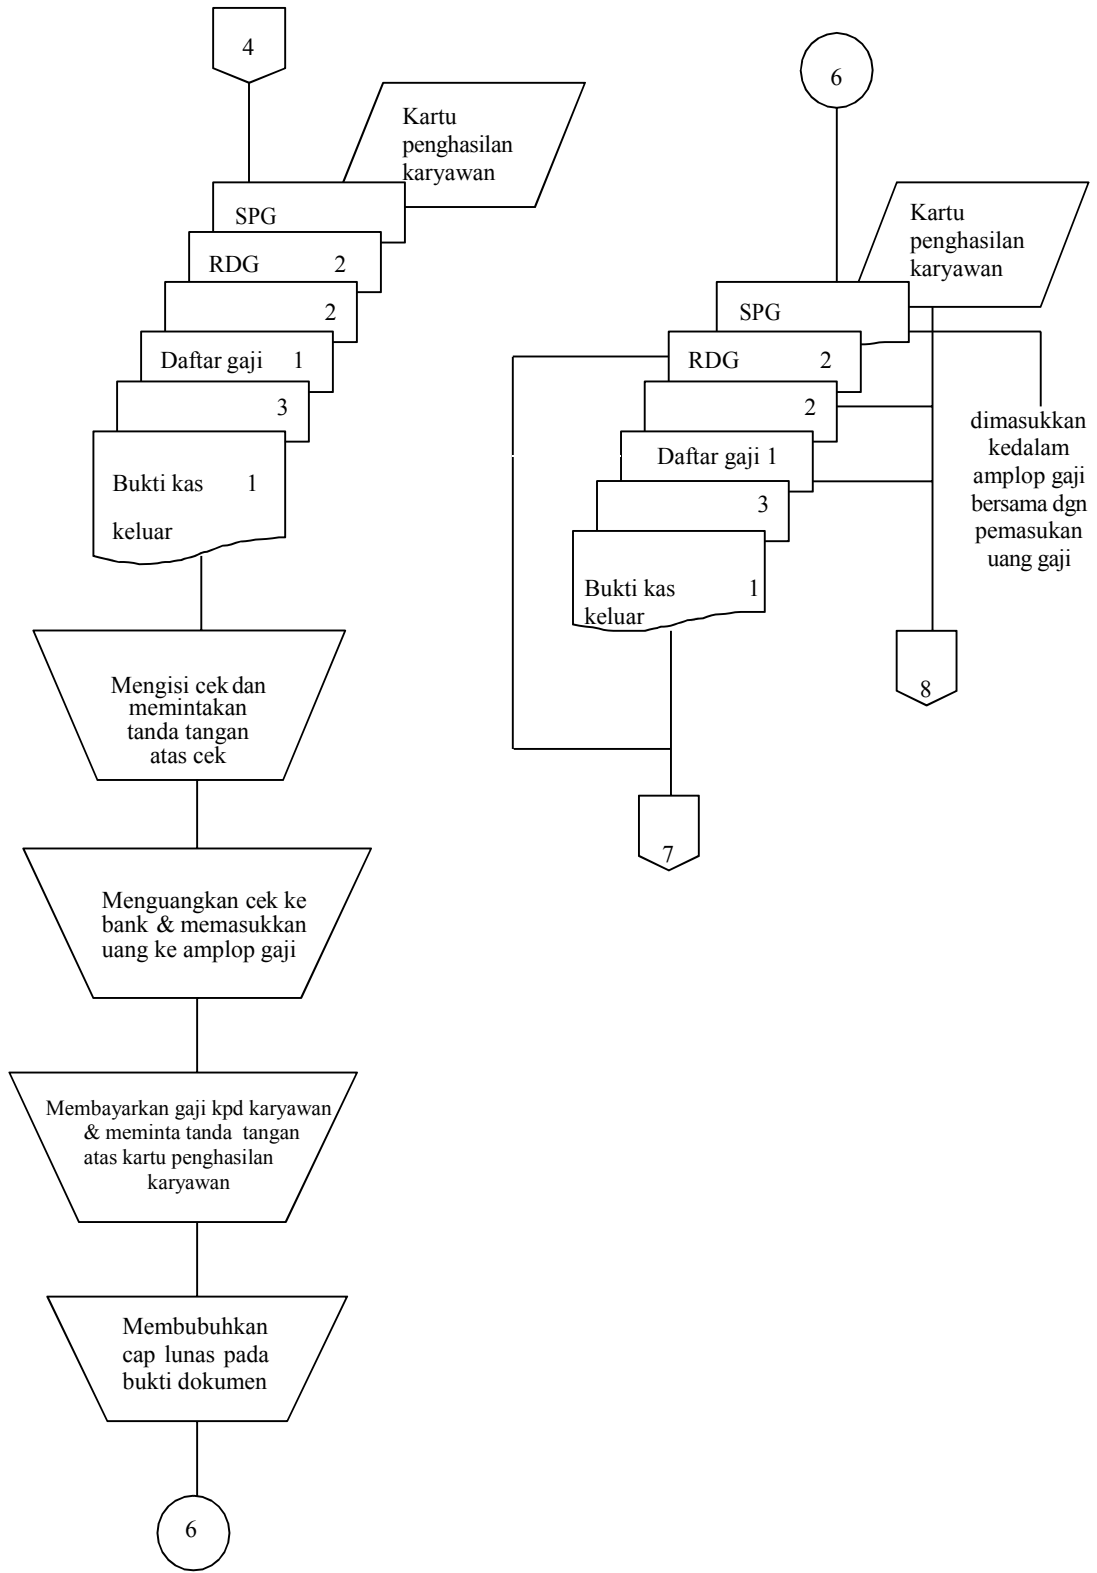 4
Kartu
penghasilan
karyawan
SPG
RDG 2
2
Daftar gaji 1
3
Bukti kas 1
keluar
Mengisi cek dan
memintakan
tanda tangan
atas cek
Menguangkan cek ke
bank & memasukkan
uang ke amplop gaji
Membayarkan gaji kpd karyawan
& meminta tanda tangan
atas kartu penghasilan
karyawan
Membubuhkan
cap lunas pada
bukti dokumen
6
6
Kartu
penghasilan
karyawan
SPG
RDG 2
2
Daftar gaji 1
3
Bukti kas 1
keluar
dimasukkan
kedalam
amplop gaji
bersama dgn
pemasukan
uang gaji
8
7